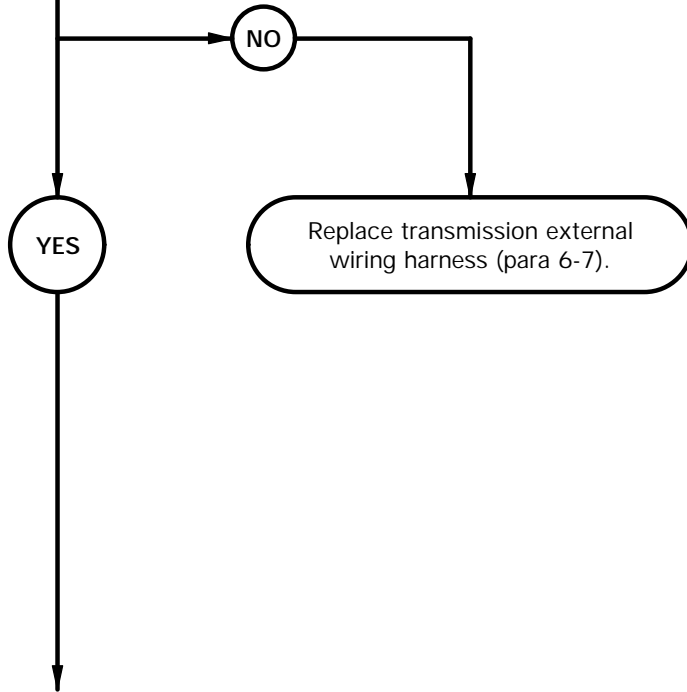 NO
YES
Replace transmission external
wiring harness (para 6-7).